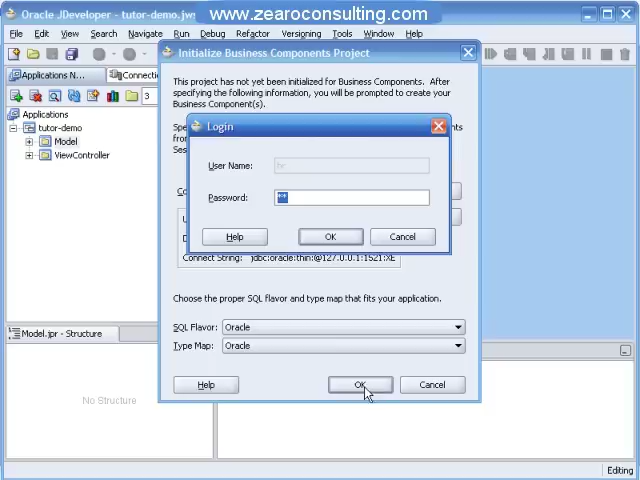 Oracle JDeveloper - tutor-demo.jws
www.zearoconsulting.com
File Edit View Search Navigate Run Debug Refactor Versioning Tools Window Help
Applications N...
Connectio
3
Applications
tutor-demo
Model
ViewController
Initialize Business Components Project
This project has not yet been initialized for Business Components. After
specifying the following information, you will be prompted to create your
Business Component(s).
Login
User Name:
hr
Password:
**
Help
OK
Cancel
Connect String: jdbc:oracle:thin:@127.0.0.1:1521:XE
Choose the proper SQL flavor and type map that fits your application.
SQL Flavor: Oracle
Type Map: Oracle
Help
OK
Cancel
Model.jpr - Structure
No Structure
Editing